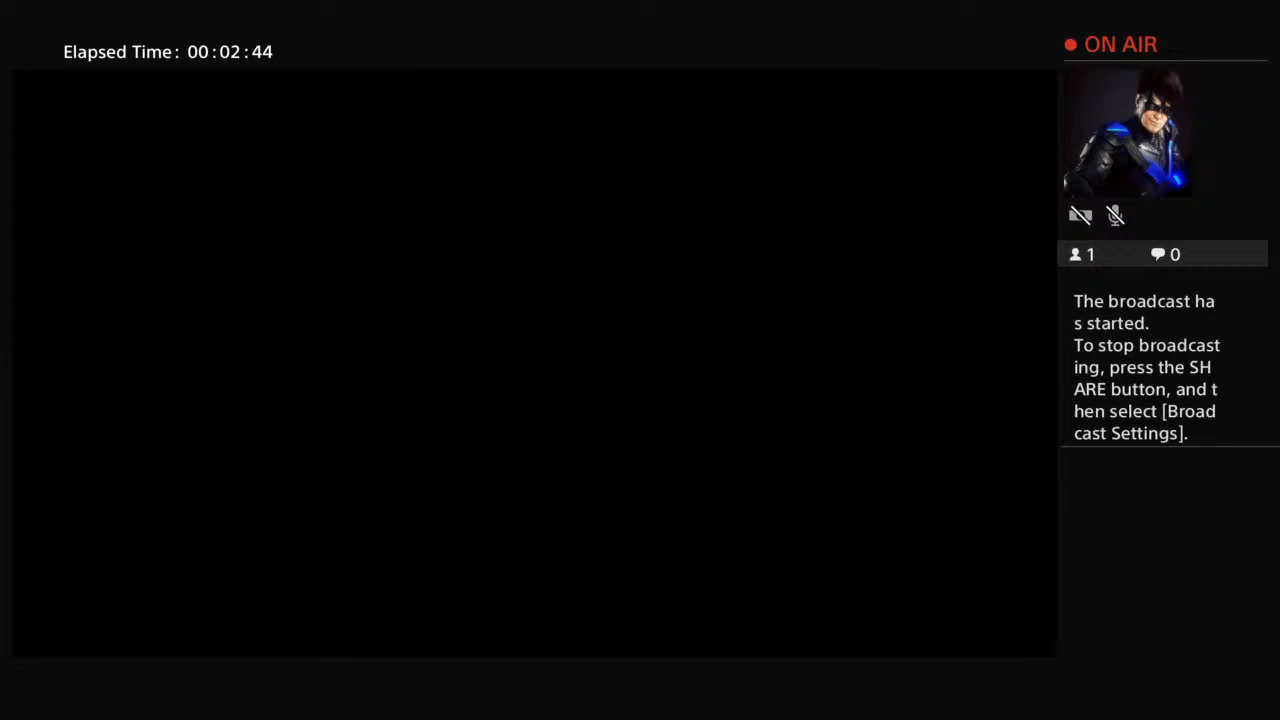 Elapsed Time: 00:02:44
ON AIR
1 0
The broadcast ha
s started.
To stop broadcast
ing, press the SH
ARE button, and t
hen select [Broad
cast Settings].